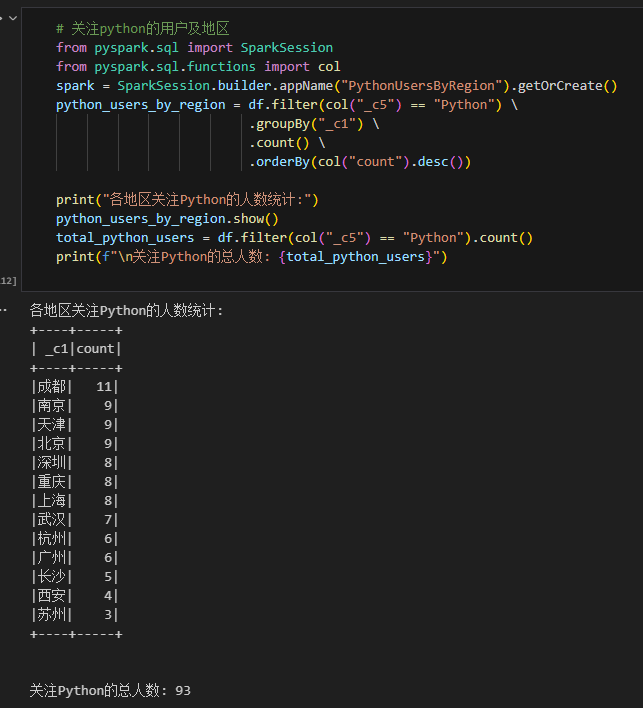 # 关注python的用户及地区
from pyspark.sql import SparkSession
from pyspark.sql.functions import col
spark = SparkSession.builder.appName("PythonUsersByRegion").getOrCreate()
python_users_by_region = df.filter(col("_c5") == "Python") \
.groupBy("_c1") \
.count() \
.orderBy(col("count").desc())
print("各地区关注Python的人数统计:")
python_users_by_region.show()
total_python_users = df.filter(col("_c5") == "Python").count()
print(f"\n关注Python的总人数: {total_python_users}")
12]
各地区关注Python的人数统计:
+----+-----+
| _c1|count|
+----+-----+
|成都|   11|
|南京|    9|
|天津|    9|
|北京|    9|
|深圳|    8|
|重庆|    8|
|上海|    8|
|武汉|    7|
|杭州|    6|
|广州|    6|
|长沙|    5|
|西安|    4|
|苏州|    3|
+----+-----+
关注Python的总人数: 93